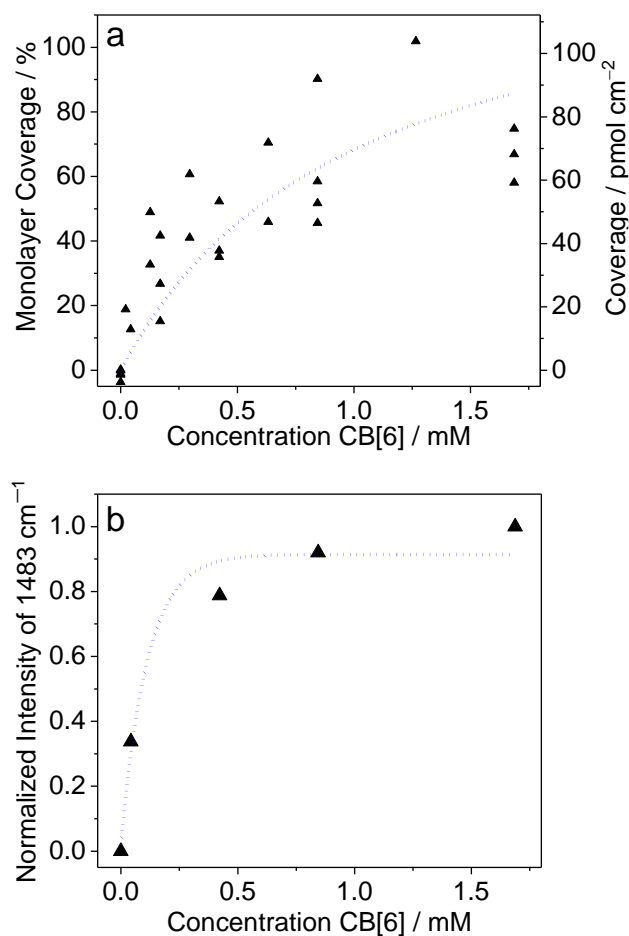 a
Monolayer Coverage / %
100
80
60
40
20
0
100
80
60
40
20
0
Coverage / pmol cm⁻²
0.0 0.5 1.0 1.5
Concentration CB[6] / mM
b
Normalized Intensity of 1483 cm⁻¹
1.0
0.8
0.6
0.4
0.2
0.0
0.0 0.5 1.0 1.5
Concentration CB[6] / mM